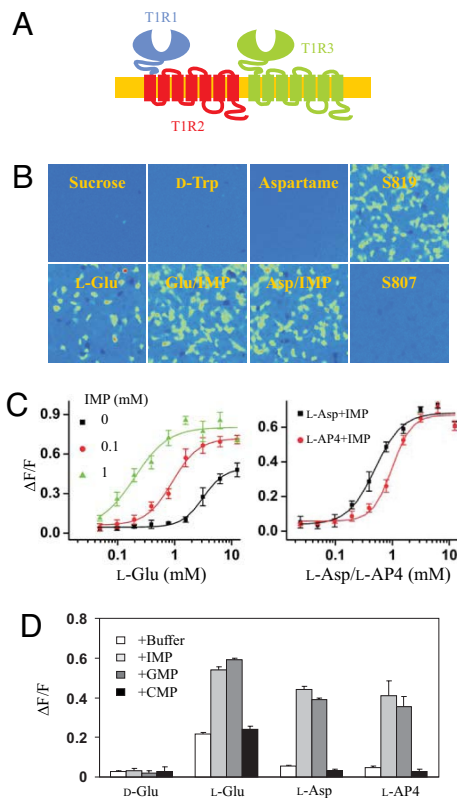 A
T1R1
T1R3
T1R2
B
Sucrose
D-Trp
Aspartame
S819
L-Glu
Glu/IMP
Asp/IMP
S807
C
IMP (mM)
0
0.1
1
0.9
0.6
0.3
0.0
ΔF/F
0.1
1
10
L-Glu (mM)
L-Asp+IMP
L-AP4+IMP
0.6
0.4
0.2
0.0
0.1
1
10
L-Asp/L-AP4 (mM)
D
+Buffer
+IMP
+GMP
+CMP
0.8
0.6
0.4
0.2
0
ΔF/F
D-Glu
L-Glu
L-Asp
L-AP4